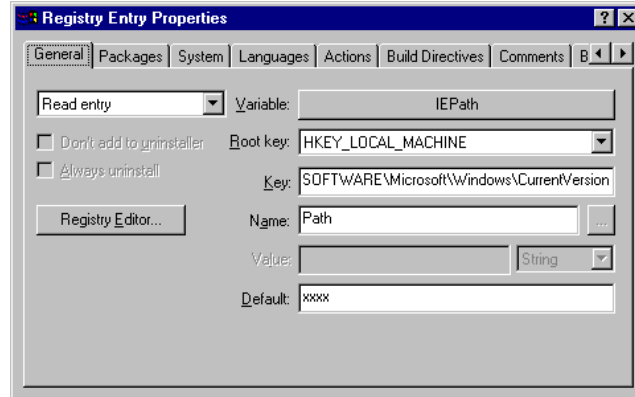 Registry Entry Properties
General Packages System Languages Actions Build Directives Comments B
Read entry Variable: IEPath
Don't add to uninstaller Root key: HKEY_LOCAL_MACHINE
Always uninstall
Key: SOFTWARE\Microsoft\Windows\CurrentVersion
Registry Editor... Name: Path ...
Value: String
Default: xxxx